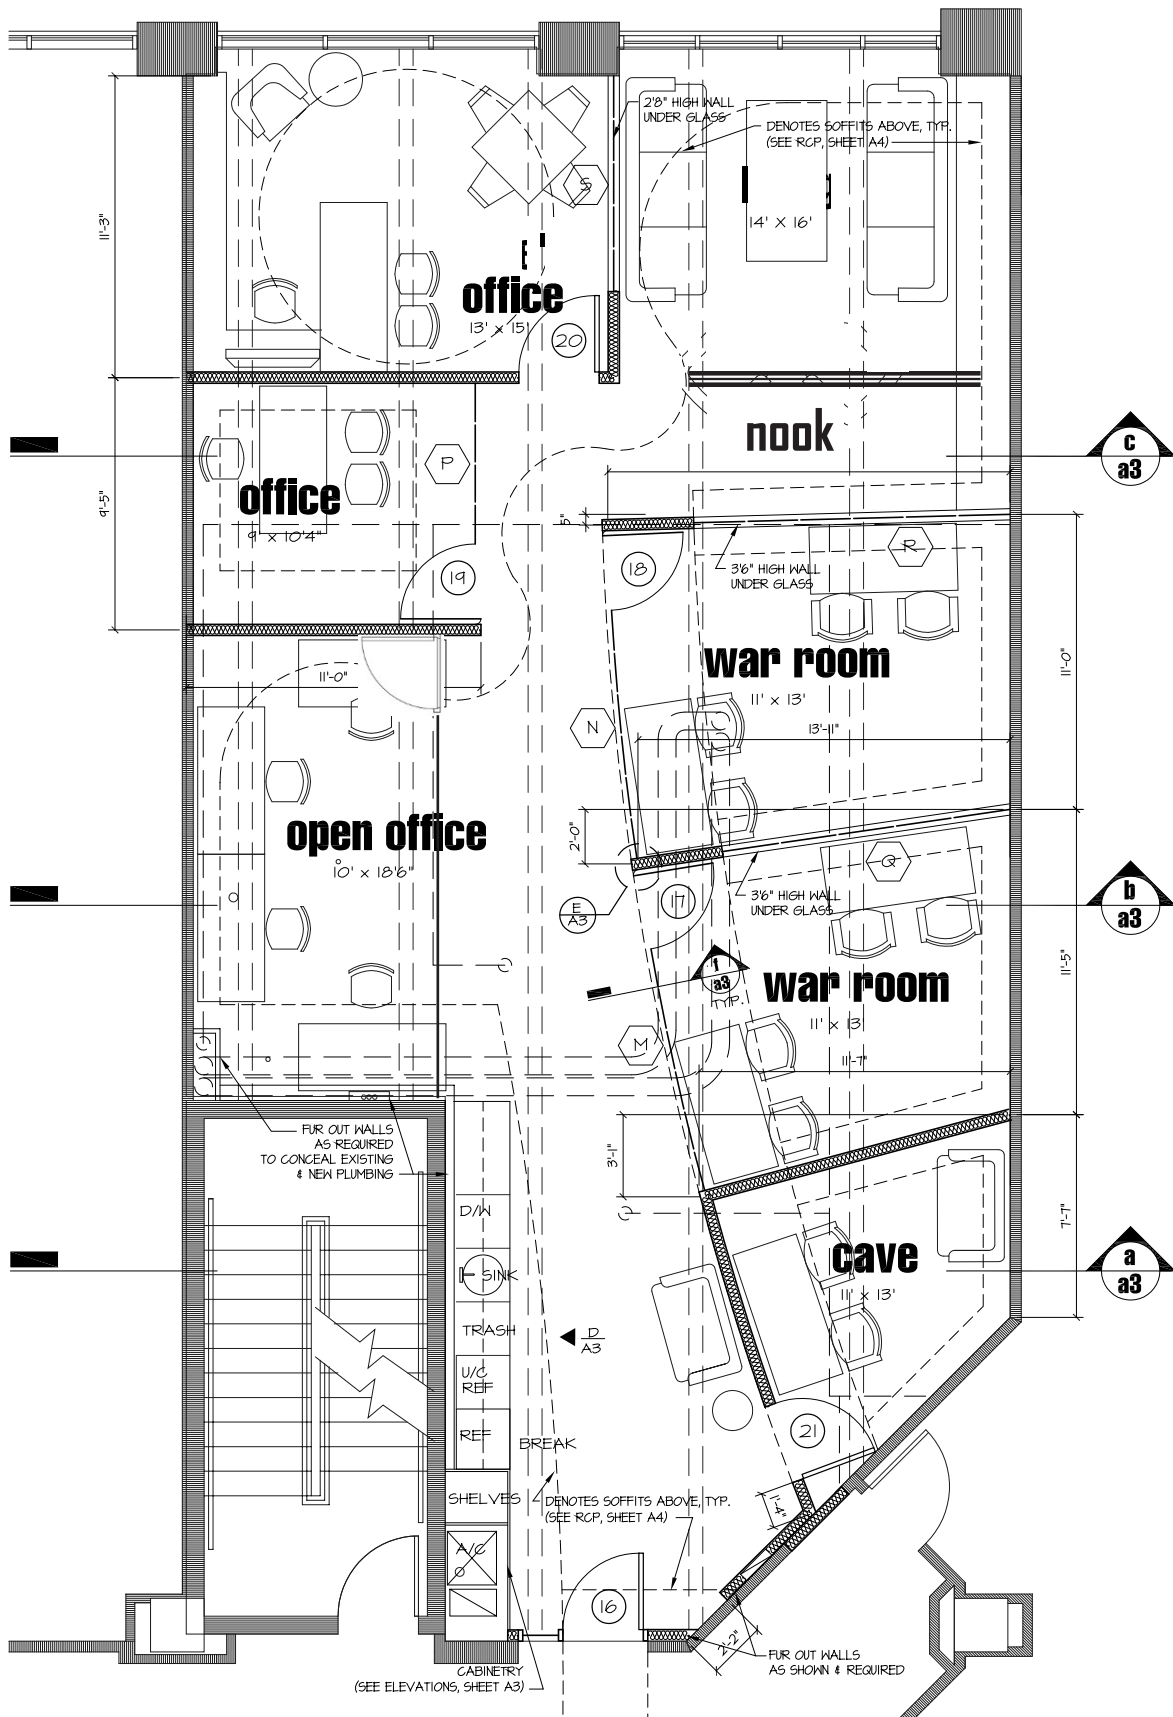 2'8" HIGH WALL
UNDER GLASS
DENOTES SOFFITS ABOVE, TYP.
(SEE RCP, SHEET A4)
S
14' X 16'
11'-3"
office
13' x 15'
20
nook
c
a3
P
office
9' x 10'4"
9'-5"
5"
19
18
R
3'6" HIGH WALL
UNDER GLASS
war room
11' x 13'
11'-0"
11'-0"
N
13'-11"
open office
10' x 18'6"
2'-0"
Q
b
a3
17
3'6" HIGH WALL
UNDER GLASS
E
A3
f
a3
TYP.
war room
11' x 13'
11'-5"
M
11'-7"
FUR OUT WALLS
AS REQUIRED
TO CONCEAL EXISTING
& NEW PLUMBING
3'-1"
D/W
7'-7"
cave
11' x 13'
a
a3
SINK
TRASH
D
A3
U/C
REF
REF
BREAK
21
SHELVES
DENOTES SOFFITS ABOVE, TYP.
(SEE RCP, SHEET A4)
1'-4"
A/C
16
2'-2"
FUR OUT WALLS
AS SHOWN & REQUIRED
CABINETRY
(SEE ELEVATIONS, SHEET A3)